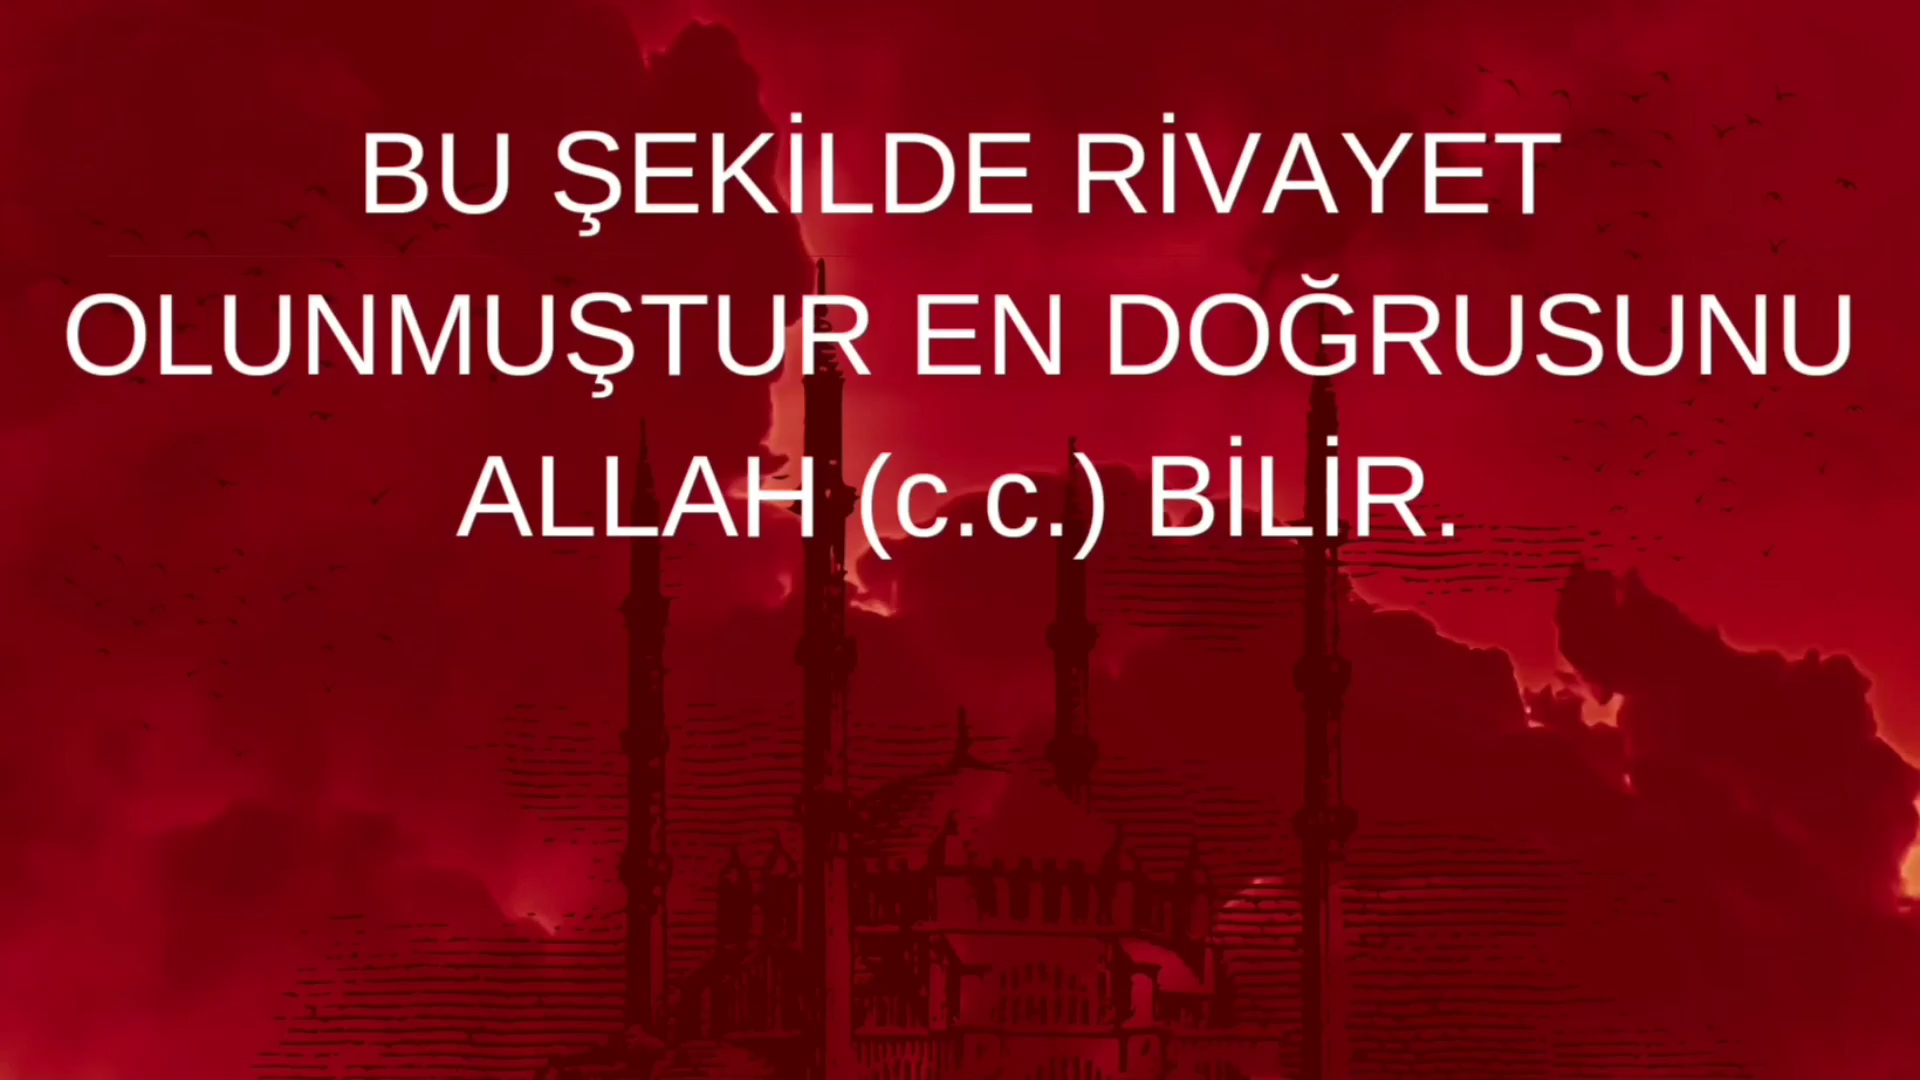 BU ŞEKİLDE RİVAYET
OLUNMUŞTUR EN DOĞRUSUNU
ALLAH (c.c.) BİLİR.